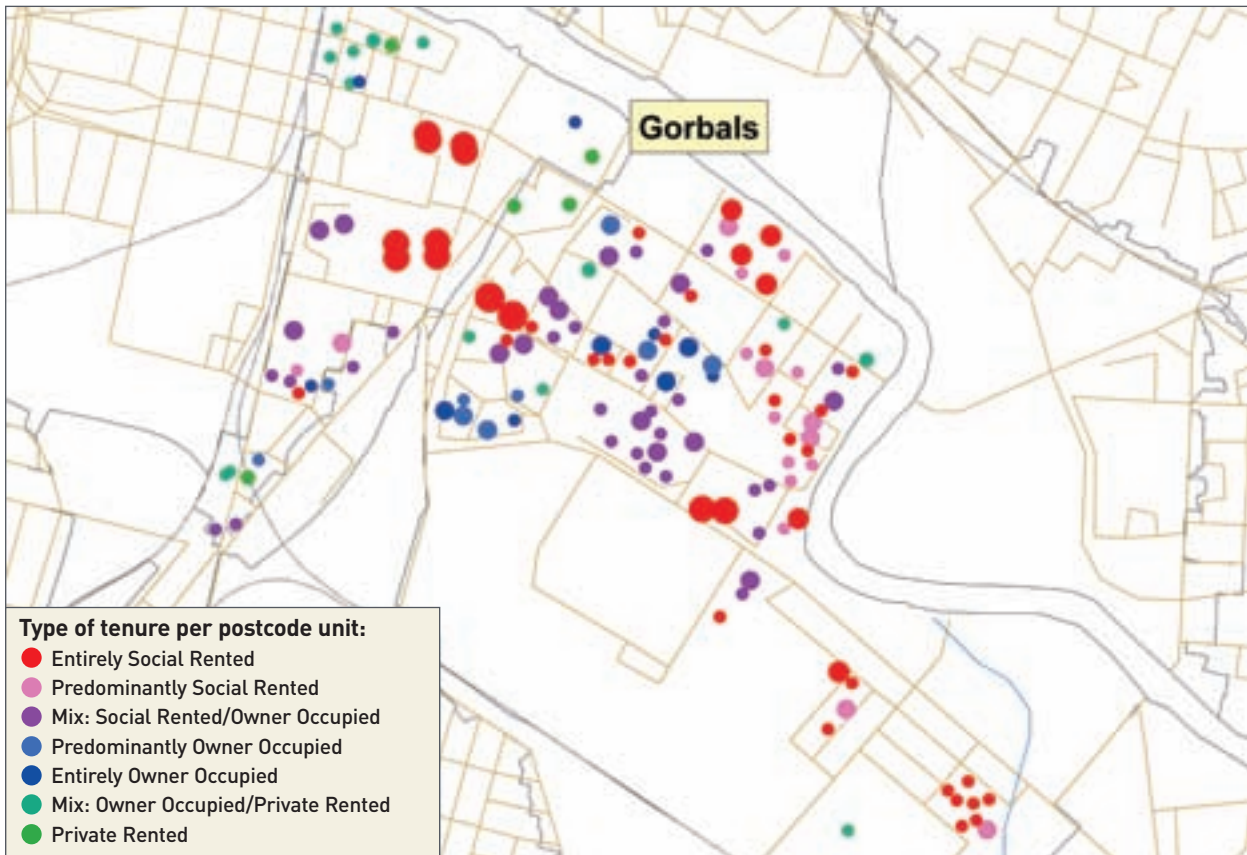 Gorbals
Type of tenure per postcode unit:
Entirely Social Rented
Predominantly Social Rented
Mix: Social Rented/Owner Occupied
Predominantly Owner Occupied
Entirely Owner Occupied
Mix: Owner Occupied/Private Rented
Private Rented